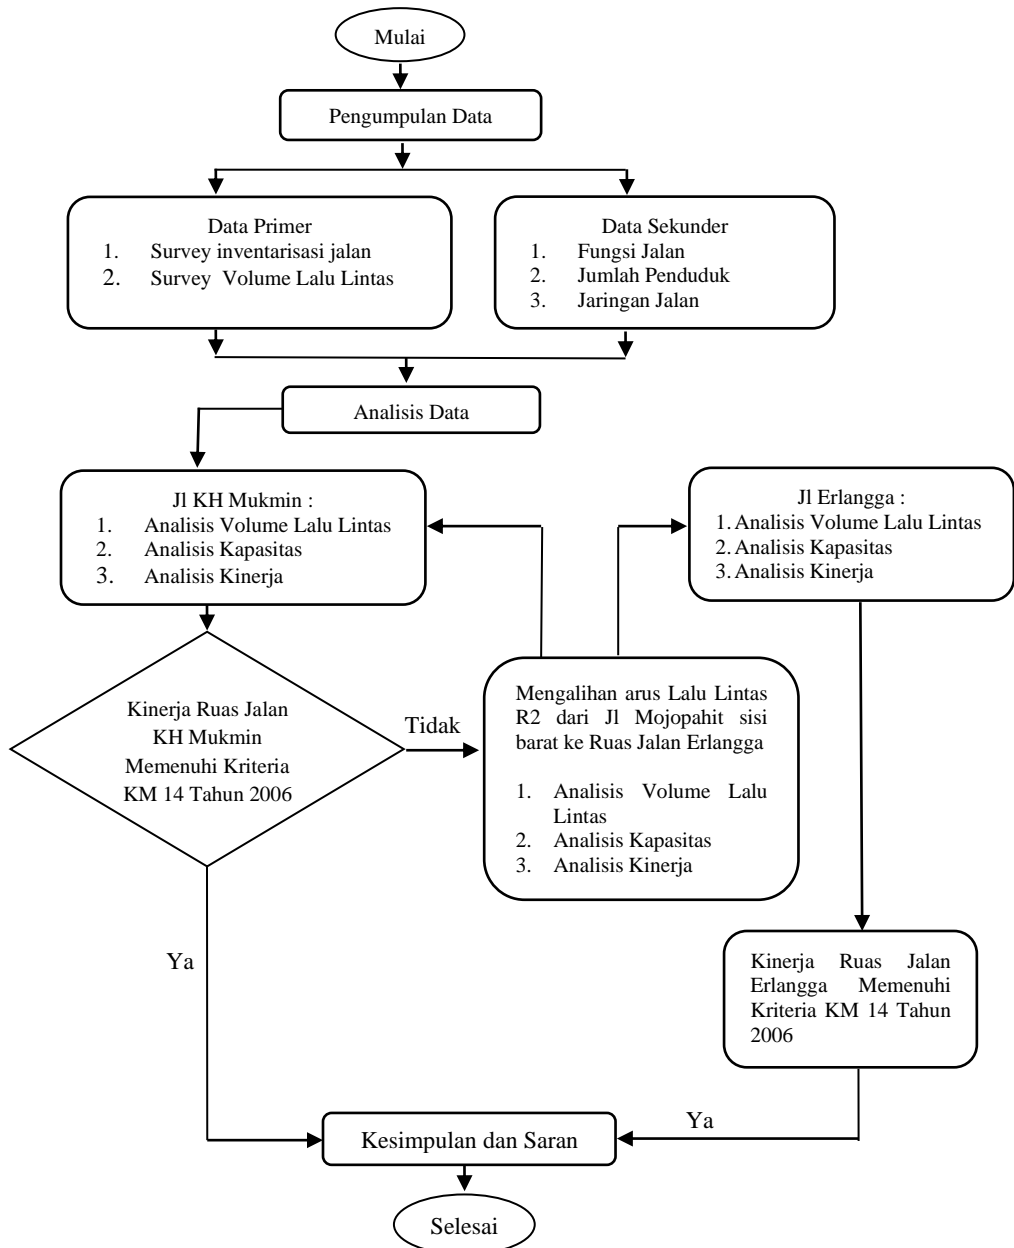 Mulai
Pengumpulan Data
Data Primer
1. Survey inventarisasi jalan
2. Survey Volume Lalu Lintas
Data Sekunder
1. Fungsi Jalan
2. Jumlah Penduduk
3. Jaringan Jalan
Analisis Data
Jl KH Mukmin :
1. Analisis Volume Lalu Lintas
2. Analisis Kapasitas
3. Analisis Kinerja
Jl Erlangga :
1. Analisis Volume Lalu Lintas
2. Analisis Kapasitas
3. Analisis Kinerja
Kinerja Ruas Jalan
KH Mukmin
Memenuhi Kriteria
KM 14 Tahun 2006
Tidak
Mengalihan arus Lalu Lintas
R2 dari Jl Mojopahit sisi
barat ke Ruas Jalan Erlangga
1. Analisis Volume Lalu
Lintas
2. Analisis Kapasitas
3. Analisis Kinerja
Ya
Kinerja Ruas Jalan
Erlangga Memenuhi
Kriteria KM 14 Tahun
2006
Ya
Kesimpulan dan Saran
Selesai